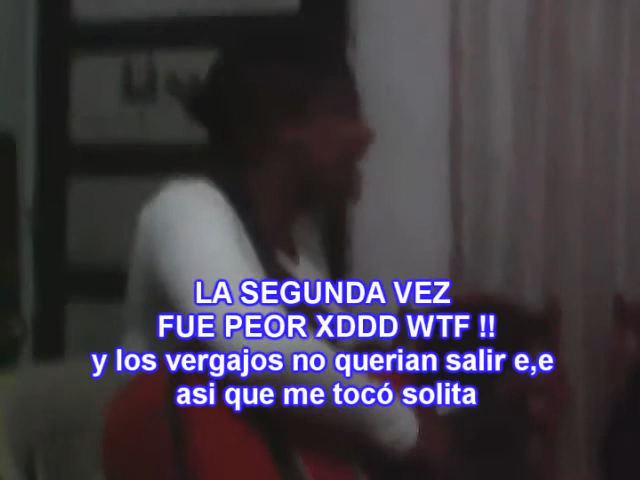 LA SEGUNDA VEZ
FUE PEOR XDDD WTF !!
y los vergajos no querian salir e,e
asi que me tocó solita